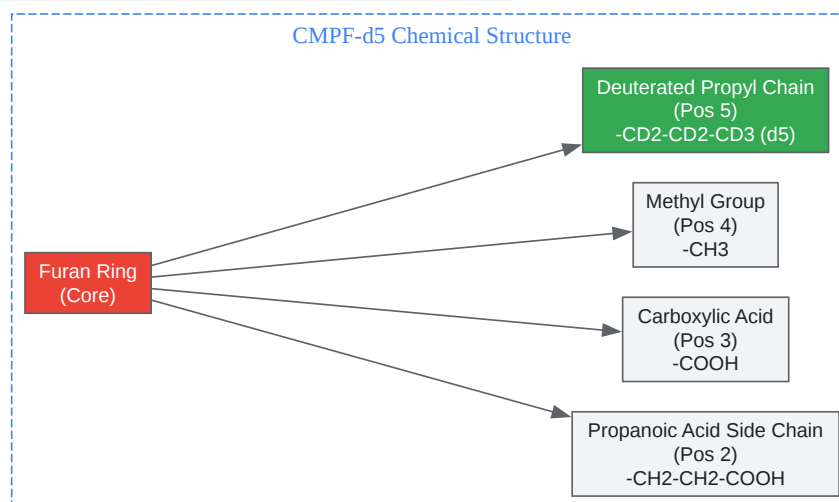 CMPF-d5 Chemical Structure
Deuterated Propyl Chain
(Pos 5)
-CD2-CD2-CD3 (d5)
Methyl Group
(Pos 4)
-CH3
Furan Ring
(Core)
Carboxylic Acid
(Pos 3)
-COOH
Propanoic Acid Side Chain
(Pos 2)
-CH2-CH2-COOH